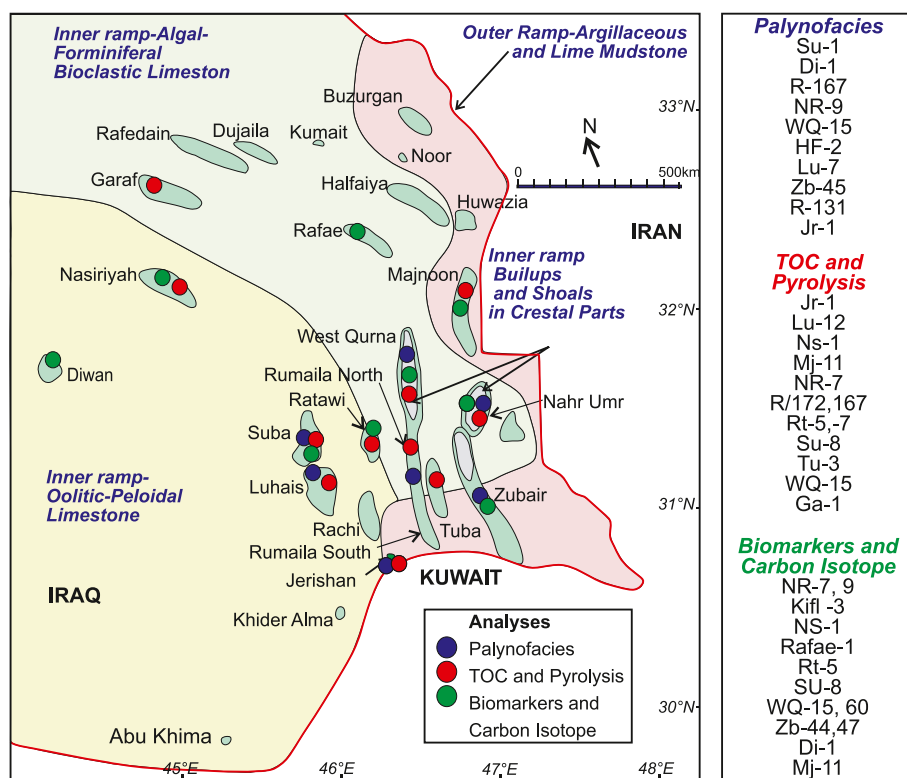 Inner ramp-Algal-
Forminiferal
Bioclastic Limeston
Outer Ramp-Argillaceous
and Lime Mudstone
Buzurgan
33°N
Rafedain
Dujaila
Kumait
N
Noor
Garaf
Halfaiya
0
500km
Huwazia
Rafae
IRAN
Nasiriyah
Majnoon
Inner ramp
Builups
and Shoals
in Crestal Parts
32°N
West Qurna
Diwan
Rumaila North
Ratawi
Nahr Umr
Suba
Inner ramp-
Oolitic-Peloidal
Limestone
Luhais
Zubair
31°N
Rachi
Tuba
Rumaila South
Jerishan
KUWAIT
IRAQ
Khider Alma
Analyses
Palynofacies
TOC and Pyrolysis
Biomarkers and
Carbon Isotope
30°N
Abu Khima
45°E
46°E
47°E
48°E
Palynofacies
Su-1
Di-1
R-167
NR-9
WQ-15
HF-2
Lu-7
Zb-45
R-131
Jr-1
TOC and
Pyrolysis
Jr-1
Lu-12
Ns-1
Mj-11
NR-7
R/172,167
Rt-5,-7
Su-8
Tu-3
WQ-15
Ga-1
Biomarkers and
Carbon Isotope
NR-7, 9
Kifl -3
NS-1
Rafae-1
Rt-5
SU-8
WQ-15, 60
Zb-44,47
Di-1
Mj-11